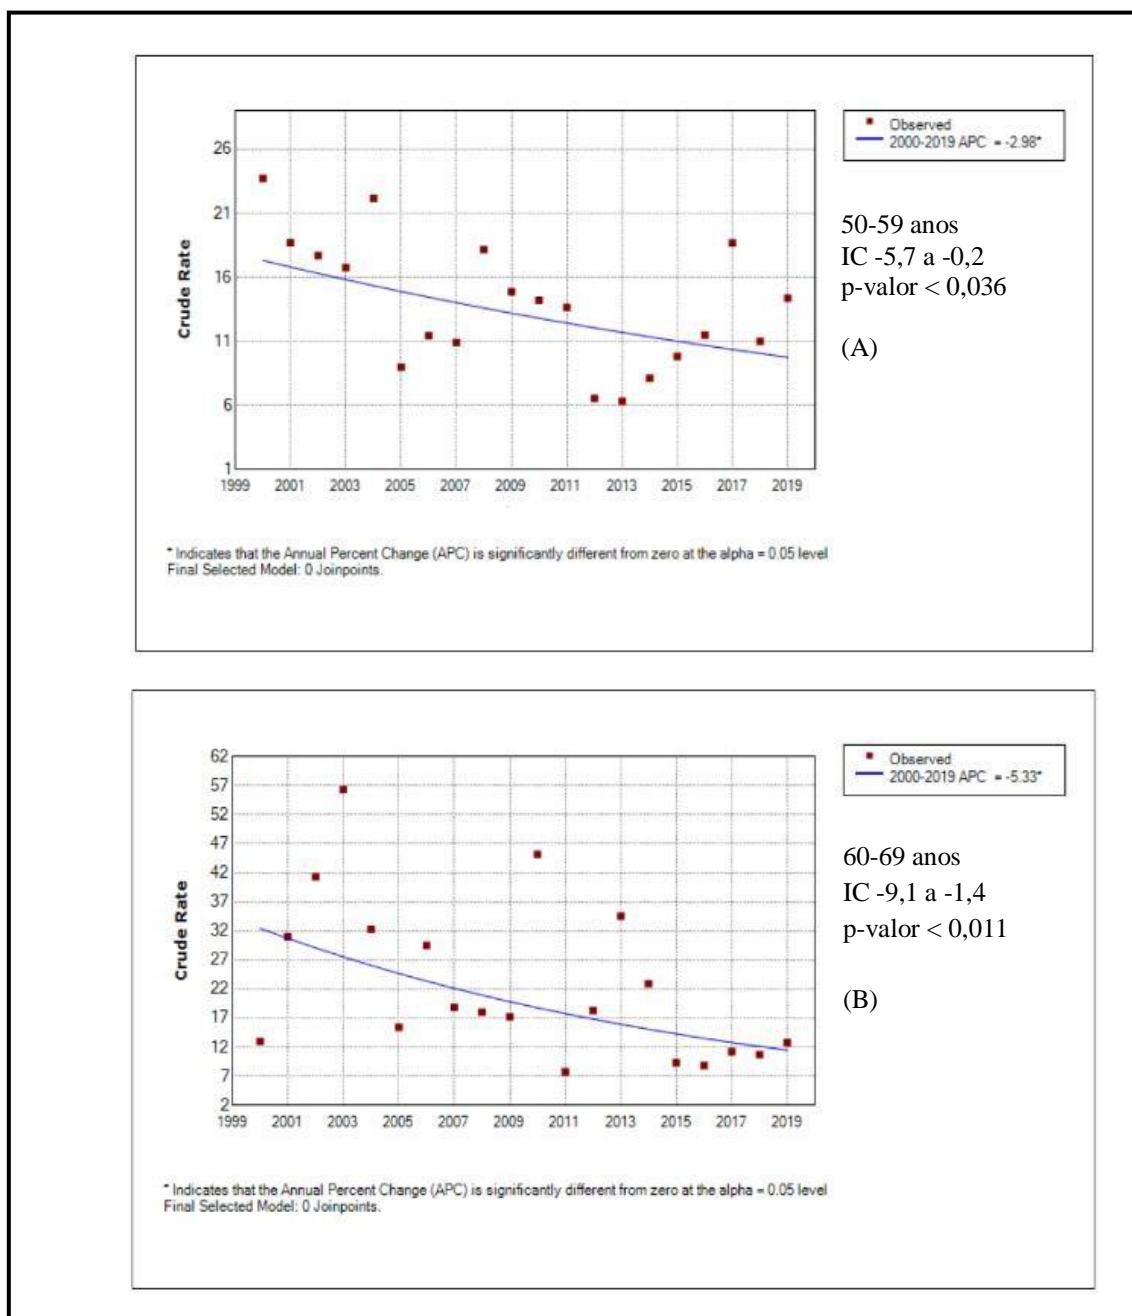 26
21
16
11
6
1
Crude Rate
1999 2001 2003 2005 2007 2009 2011 2013 2015 2017 2019
Observed
2000-2019 APC = -2.98*
50-59 anos
IC -5,7 a -0,2
p-valor < 0,036
(A)
* Indicates that the Annual Percent Change (APC) is significantly different from zero at the alpha = 0.05 level
Final Selected Model: 0 Joinpoints.
62
57
52
47
42
37
32
27
22
17
12
7
2
Crude Rate
1999 2001 2003 2005 2007 2009 2011 2013 2015 2017 2019
Observed
2000-2019 APC = -5.33*
60-69 anos
IC -9,1 a -1,4
p-valor < 0,011
(B)
* Indicates that the Annual Percent Change (APC) is significantly different from zero at the alpha = 0.05 level
Final Selected Model: 0 Joinpoints.